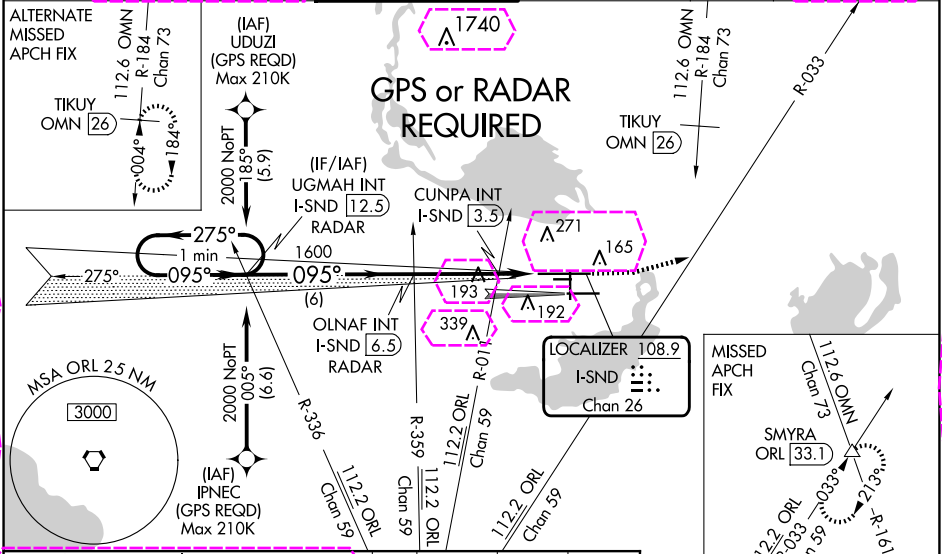 ALTERNATE
MISSED
APCH FIX
112.6 OMN
R-184
Chan 73
TIKUY
OMN 26
004°
184°
(IAF)
UDUZI
(GPS REQD)
Max 210K
2000 NoPT
185°
(5.9)
1740
GPS or RADAR
REQUIRED
112.6 OMN
R-184
Chan 73
TIKUY
OMN 26
R-033
(IF/IAF)
UGMAH INT
I-SND 12.5
RADAR
CUNPA INT
I-SND 3.5
271
165
275°
1 min
095°
275°
1600
095°
(6)
193
192
339
OLNAF INT
I-SND 6.5
RADAR
LOCALIZER 108.9
I-SND
Chan 26
MSA ORL 25 NM
3000
2000 NoPT
005°
(6.6)
(IAF)
IPNEC
(GPS REQD)
Max 210K
R-336
112.2 ORL
Chan 59
R-359
112.2 ORL
Chan 59
112.2 ORL
Chan 59
112.2 ORL
Chan 59
MISSED
APCH
FIX
112.6 OMN
Chan 73
SMYRA
ORL 33.1
033°
213°
R-161
112.2 ORL
R-033